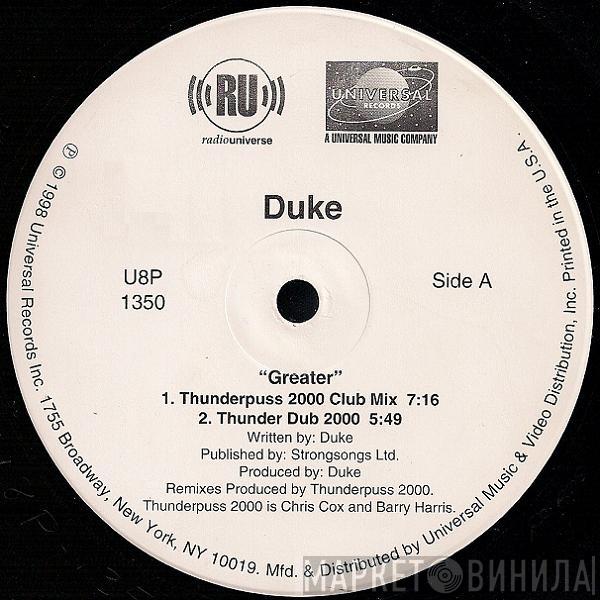 RU
radiouniverse
UNIVERSAL
RECORDS
A UNIVERSAL MUSIC COMPANY
Duke
U8P
1350
Side A
“Greater”
1. Thunderpuss 2000 Club Mix 7:16
2. Thunder Dub 2000 5:49
Written by: Duke
Published by: Strongsongs Ltd.
Produced by: Duke
Remixes Produced by Thunderpuss 2000.
Thunderpuss 2000 is Chris Cox and Barry Harris.
℗ © 1998 Universal Records Inc. 1755 Broadway, New York, NY 10019. Mfd. & Distributed by Universal Music & Video Distribution, Inc. Printed in the U.S.A.
МАРКЕТ ВИНИЛА